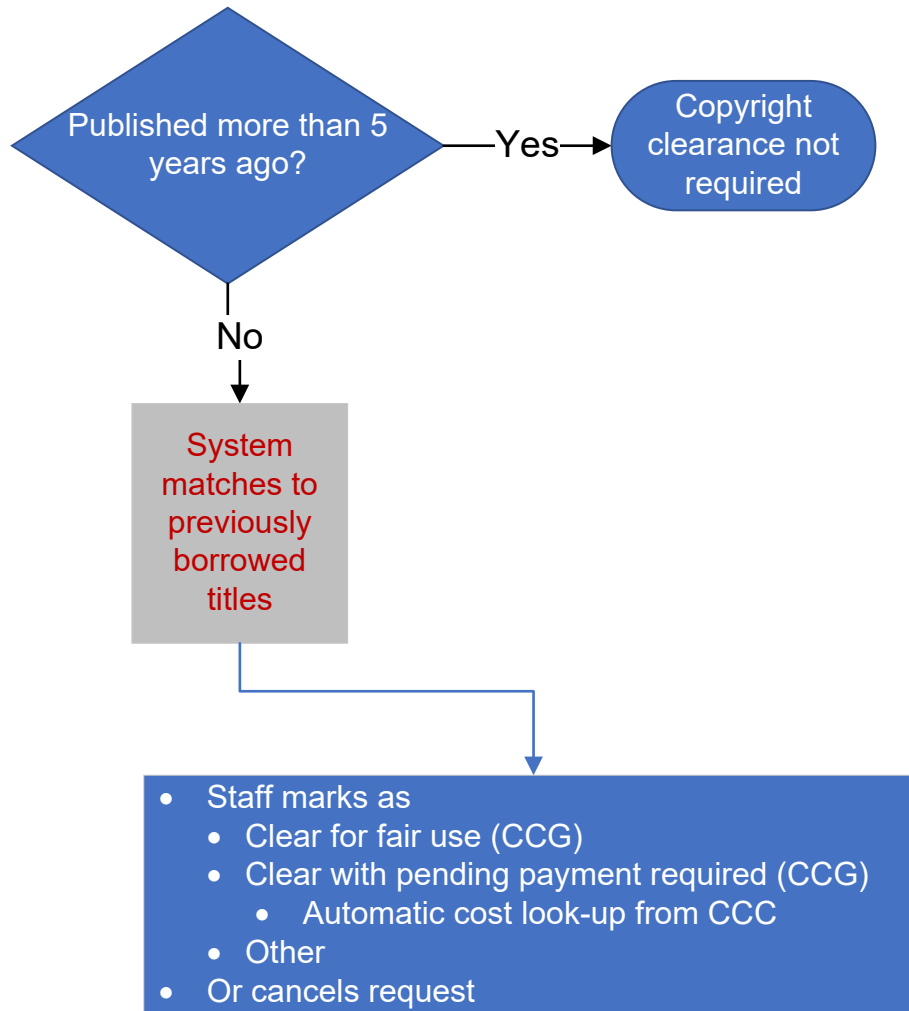 Published more than 5
years ago?
Yes
Copyright
clearance not
required
No
System
matches to
previously
borrowed
titles
• Staff marks as
• Clear for fair use (CCG)
• Clear with pending payment required (CCG)
• Automatic cost look-up from CCC
• Other
• Or cancels request